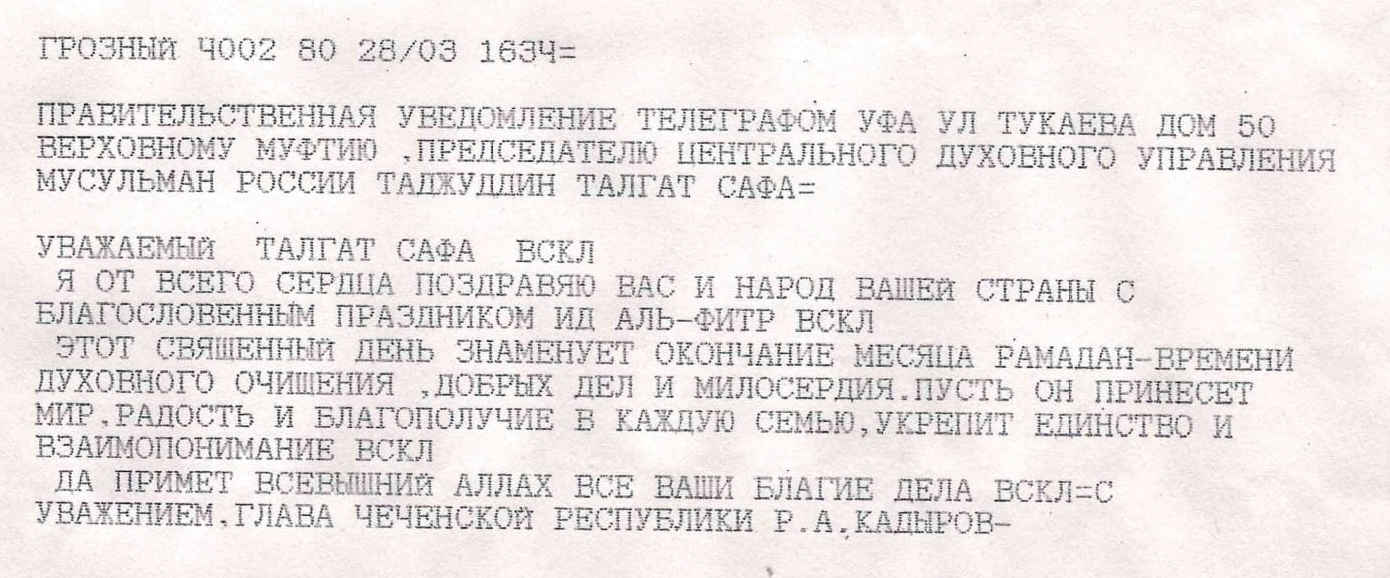 ГРОЗНЫЙ 4002 80 28/03 1634=
ПРАВИТЕЛЬСТВЕННАЯ УВЕДОМЛЕНИЕ ТЕЛЕГРАФОМ УФА УЛ ТУКАЕВА ДОМ 50
ВЕРХОВНОМУ МУФТИЮ ,ПРЕДСЕДАТЕЛЮ ЦЕНТРАЛЬНОГО ДУХОВНОГО УПРАВЛЕНИЯ
МУСУЛЬМАН РОССИИ ТАДЖУДДИН ТАЛГАТ САФА=
УВАЖАЕМЫЙ ТАЛГАТ САФА ВСКЛ
Я ОТ ВСЕГО СЕРДЦА ПОЗДРАВЯЮ ВАС И НАРОД ВАШЕЙ СТРАНЫ С
БЛАГОСЛОВЕННЫМ ПРАЗДНИКОМ ИД АЛЬ-ФИТР ВСКЛ
ЭТОТ СВЯЩЕННЫЙ ДЕНЬ ЗНАМЕНУЕТ ОКОНЧАНИЕ МЕСЯЦА РАМАДАН-ВРЕМЕНИ
ДУХОВНОГО ОЧИШЕНИЯ ,ДОБРЫХ ДЕЛ И МИЛОСЕРДИЯ.ПУСТЬ ОН ПРИНЕСЕТ
МИР,РАДОСТЬ И БЛАГОПОЛУЧИЕ В КАЖДУЮ СЕМЬЮ,УКРЕПИТ ЕДИНСТВО И
ВЗАИМОПОНИМАНИЕ ВСКЛ
ДА ПРИМЕТ ВСЕВЫШНИЙ АЛЛАХ ВСЕ ВАШИ БЛАГИЕ ДЕЛА ВСКЛ=С
УВАЖЕНИЕМ,ГЛАВА ЧЕЧЕНСКОЙ РЕСПУБЛИКИ Р.А.КАДЫРОВ-